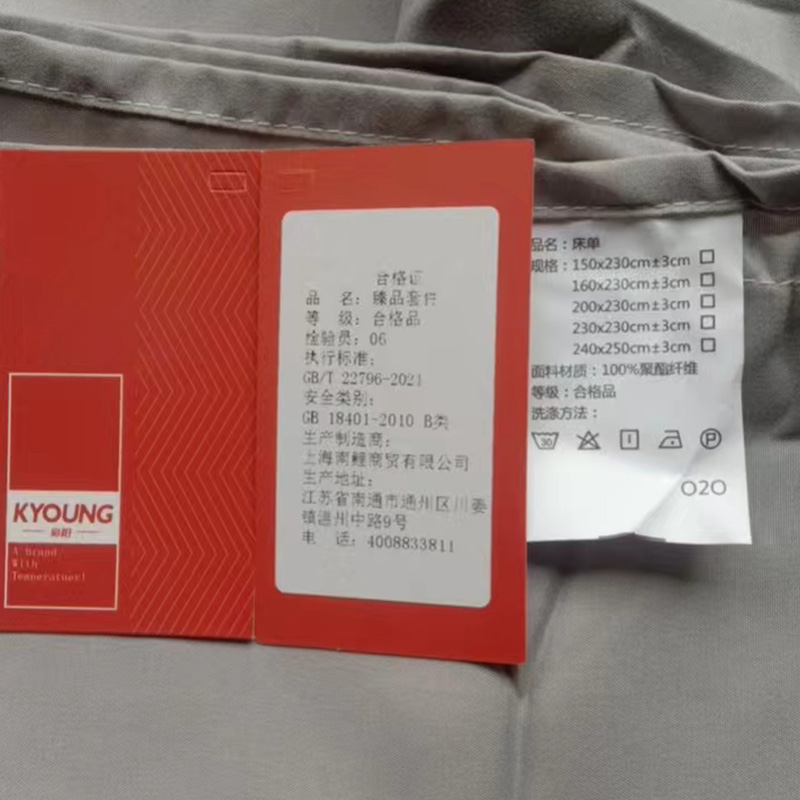 KYOUNG
A Brand
With
Temperatuer!
合格证
品 名：臻品套件
等 级：合格品
检验员：06
执行标准：
GB/T 22796-2021
安全类别：
GB 18401-2010 B类
生产制造商：
上海南鲤商贸有限公司
生产地址：
江苏省南通市通州区川姜
镇温州中路9号
电 话：4008833811
品名：床单
规格：150x230cm±3cm
160x230cm±3cm
200x230cm±3cm
230x230cm±3cm
240x250cm±3cm
面料材质：100%聚酯纤维
等级：合格品
洗涤方法：
30
P
O2O